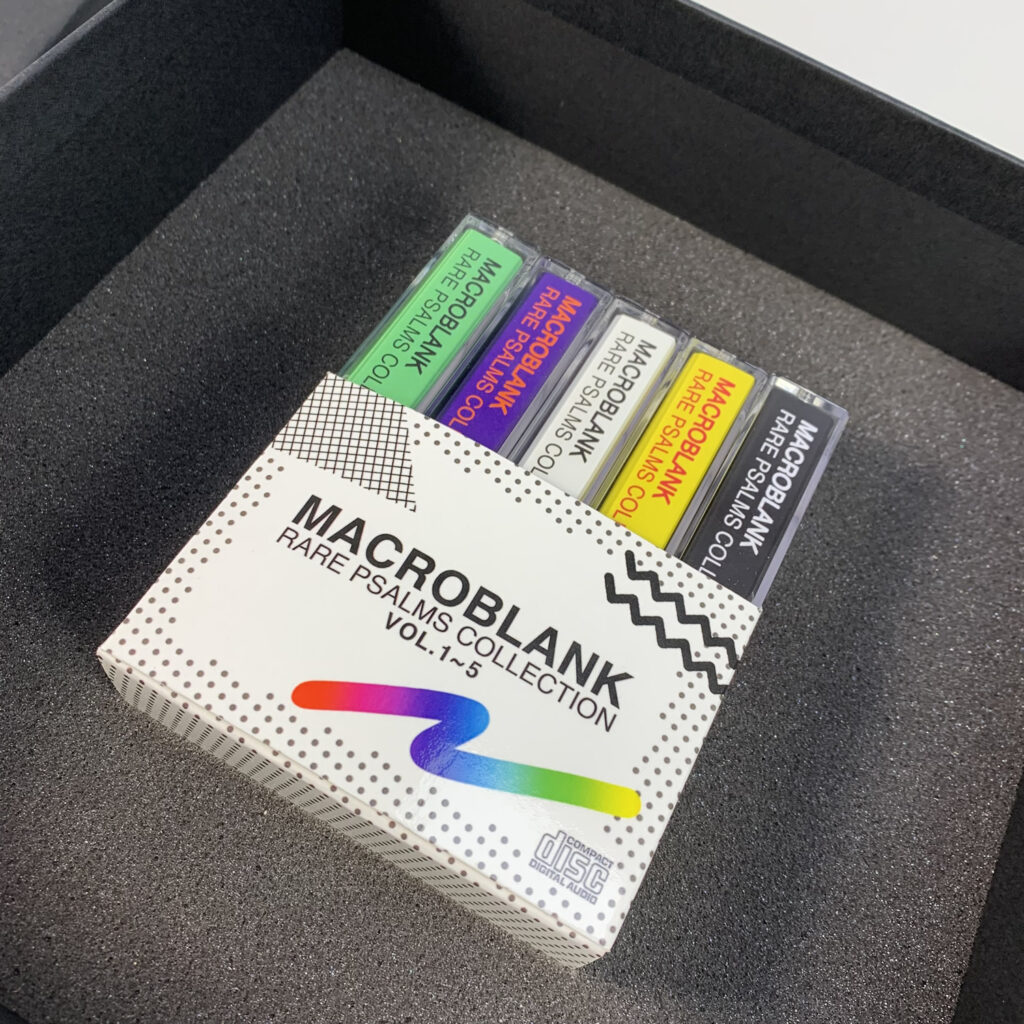 MACROBLANK
RARE PSALMS COL
MACROBLANK
RARE PSALMS COL
MACROBLANK
RARE PSALMS COL
MACROBLANK
RARE PSALMS COL
MACROBLANK
RARE PSALMS COLL
MACROBLANK
RARE PSALMS COLLECTION
VOL.1~5
COMPACT
disc
DIGITAL AUDIO